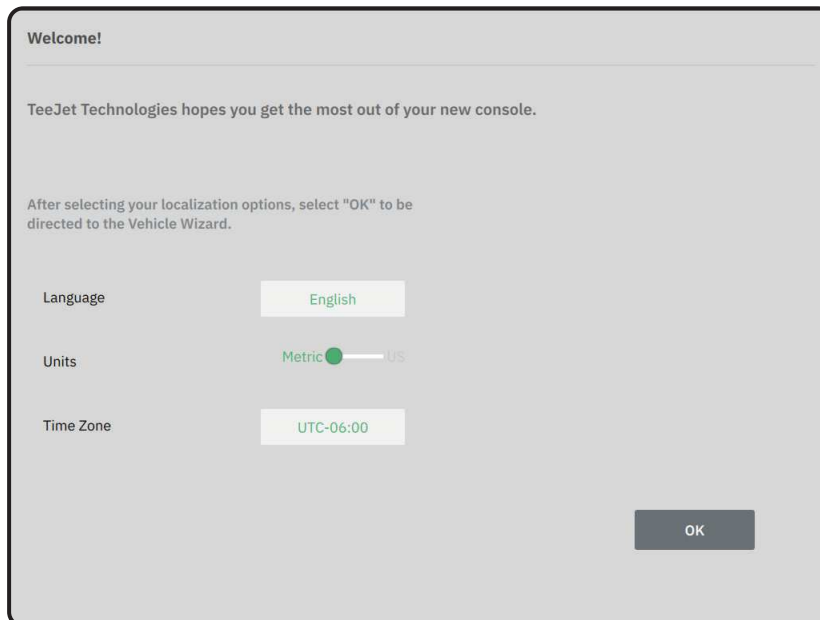 Welcome!
TeeJet Technologies hopes you get the most out of your new console.
After selecting your localization options, select "OK" to be
directed to the Vehicle Wizard.
Language English
Units Metric US
Time Zone UTC-06:00
OK